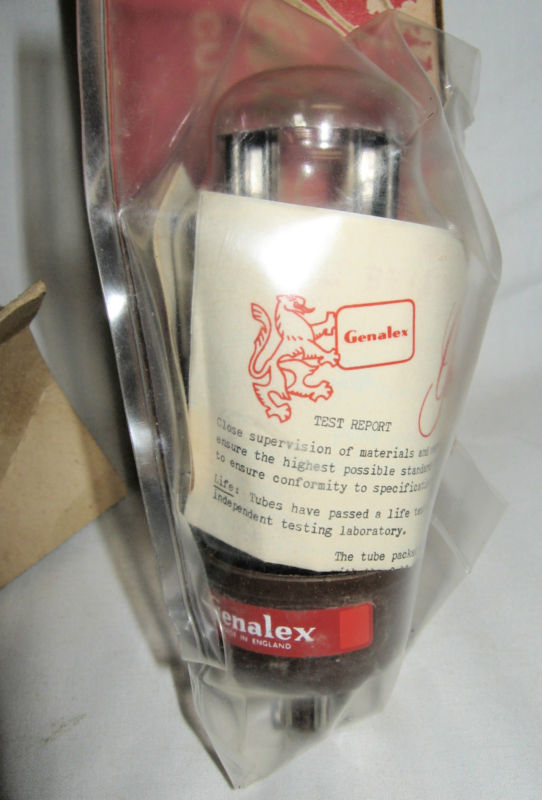 Genalex
TEST REPORT
Close supervision of materials and
ensure the highest possible standard
to ensure conformity to specificati
Life: Tubes have passed a life te
independent testing laboratory.
The tube pack
Genalex
MADE IN ENGLAND